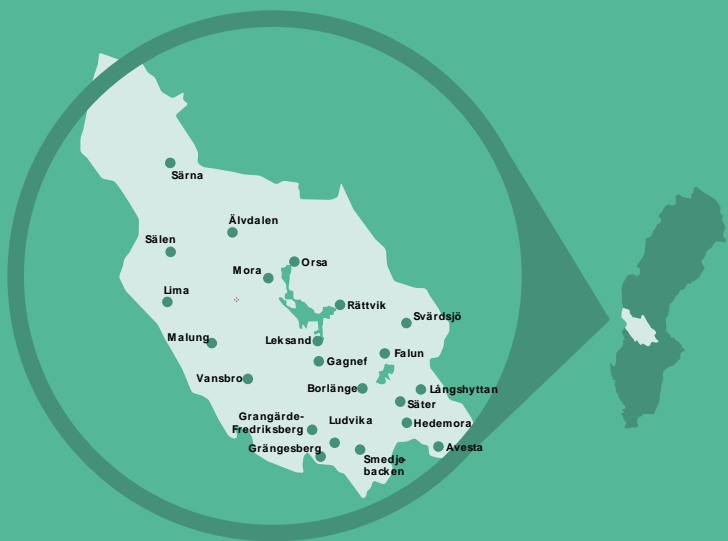 Särna
Älvdalen
Sälen
Orsa
Mora
Lima
Rättvik
Svärdsjö
Malung
Leksand
Falun
Gagnef
Vansbro
Borlänge
Långshyttan
Säter
Grangärde-
Fredriksberg
Ludvika
Hedemora
Grängesberg
Avesta
Smedje-
backen